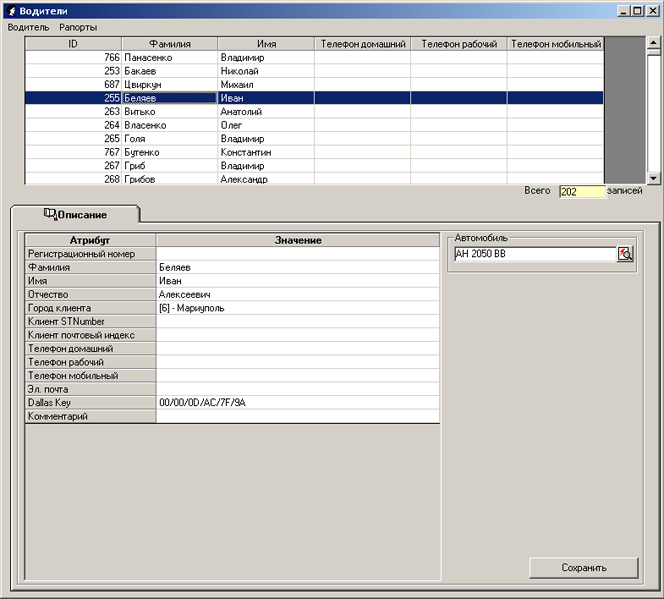 Водители
Водитель Рапорты
ID Фамилия Имя Телефон домашний Телефон рабочий Телефон мобильный
766 Панасенко Владимир
253 Бакаев Николай
687 Цвиркун Михаил
255 Беляев Иван
263 Витько Анатолий
264 Власенко Олег
265 Голя Владимир
767 Бутенко Константин
267 Гриб Владимир
268 Грибов Александр
Всего 202 записей
Описание
Атрибут Значение
Регистрационный номер
Фамилия Беляев
Имя Иван
Отчество Алексеевич
Город клиента [6] - Мариуполь
Клиент STNumber
Клиент почтовый индекс
Телефон домашний
Телефон рабочий
Телефон мобильный
Эл. почта
Dallas Key 00/00/0D/AC/7F/9A
Комментарий
Автомобиль
АН 2050 ВВ
Сохранить